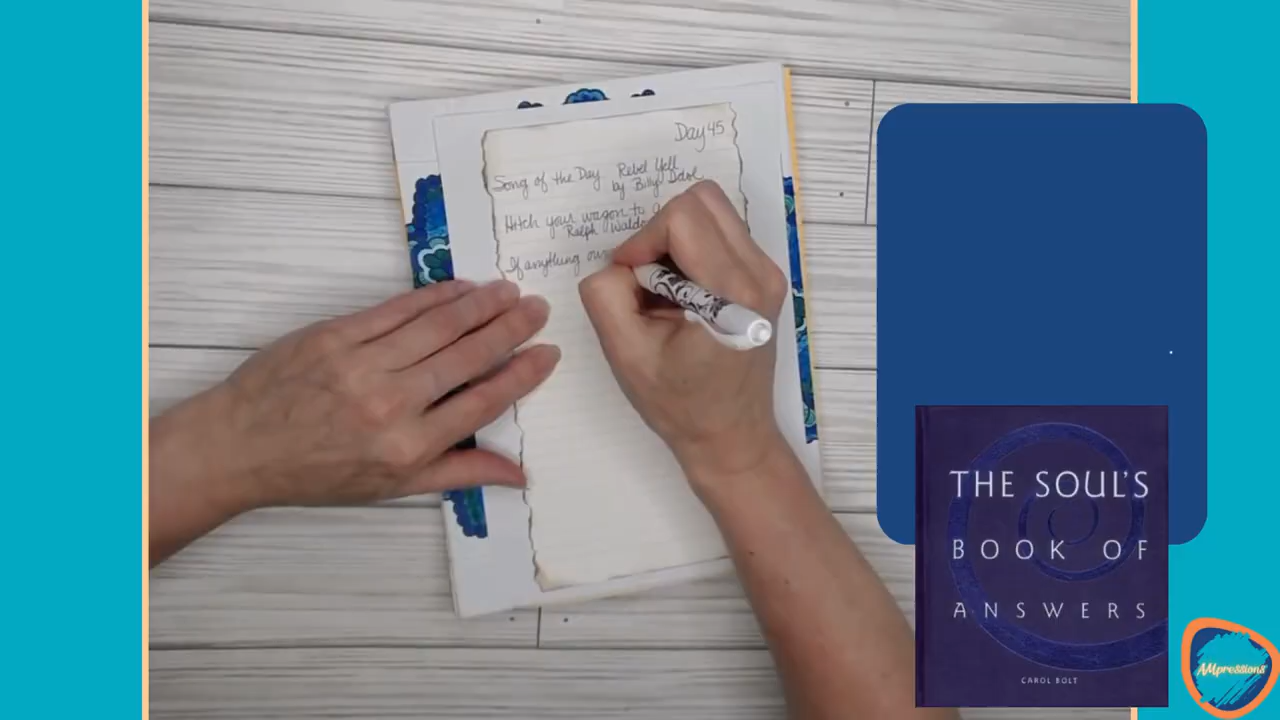 Day 45
Song of the Day Rebel Yell
by Billy Idol
Hitch your wagon to a
Ralph Waldo
If anything
THE SOUL'S
BOOK OF
ANSWERS
CAROL BOLT
AMpressions